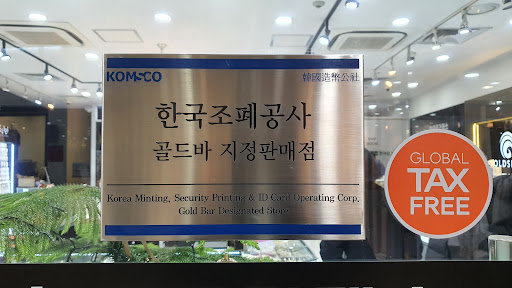 KOMSCO
韓國造幣公社
한국조폐공사
골드바 지정판매점
Korea Minting, Security Printing & ID Card Operating Corp,
Gold Bar Designated Store
GLOBAL
TAX
FREE